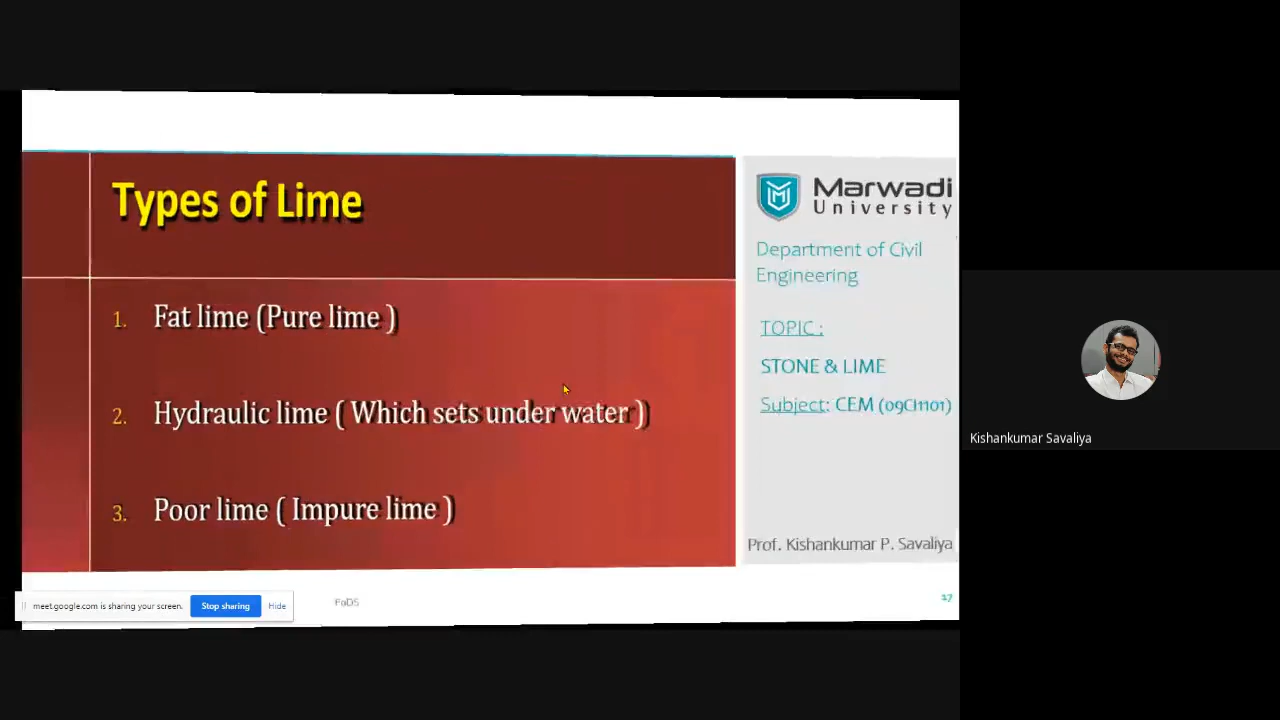 Types of Lime
1. Fat lime (Pure lime )
2. Hydraulic lime ( Which sets under water )
3. Poor lime ( Impure lime )
Marwadi
University
Department of Civil
Engineering
TOPIC :
STONE & LIME
Subject: CEM (09CI1101)
Prof. Kishankumar P. Savaliya
meet.google.com is sharing your screen.
Stop sharing
Hide
FoDS
17
Kishankumar Savaliya